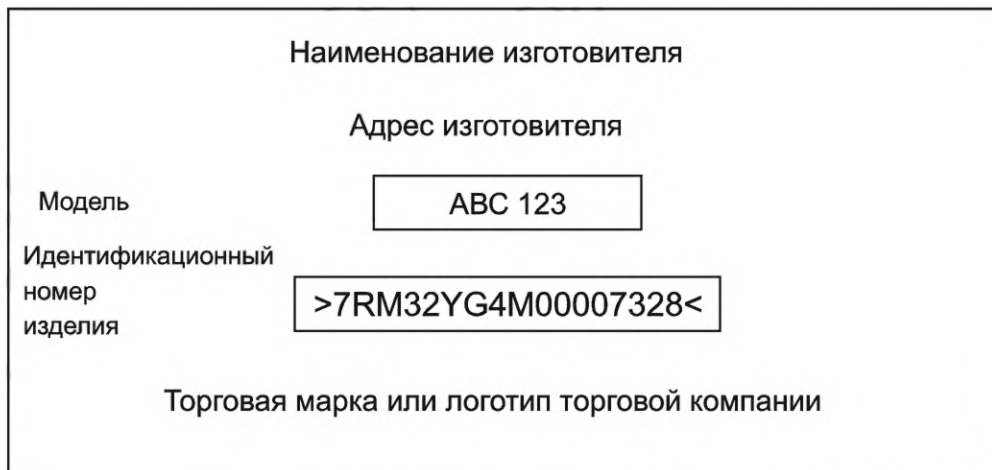 Наименование изготовителя
Адрес изготовителя
Модель
ABC 123
Идентификационный
номер
изделия
>7RM32YG4M00007328<
Торговая марка или логотип торговой компании